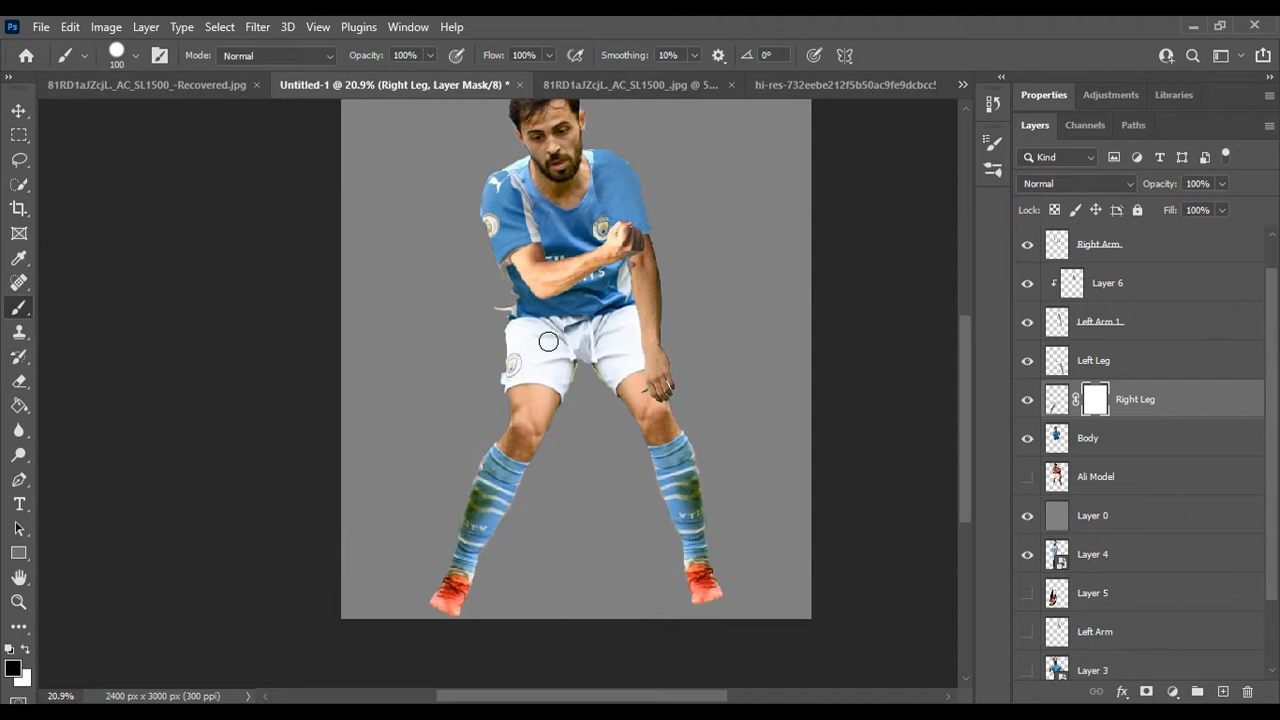 Ps File Edit Image Layer Type Select Filter 3D View Plugins Window Help
100 Mode: Normal Opacity: 100% Flow: 100% Smoothing: 10% 0°
81RD1aJZcjL._AC_SL1500_-Recovered.jpg Untitled-1 @ 20.9% (Right Leg, Layer Mask/8) * 81RD1aJZcjL._AC_SL1500_.jpg @ 5... hi-res-732eebe212f5b50ac9fe9dcbcc5
Properties Adjustments Libraries
Layers Channels Paths
Kind
Normal Opacity: 100%
Lock: Fill: 100%
Right Arm
Layer 6
Left Arm 1
Left Leg
Right Leg
Body
Ali Model
Layer 0
Layer 4
Layer 5
Left Arm
Layer 3
20.9% 2400 px x 3000 px (300 ppi)